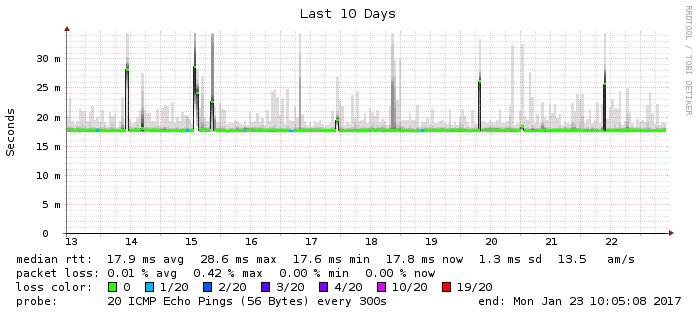 Last 10 Days
RRDTOOL / TOBI OETIKER
Seconds
30 m
25 m
20 m
15 m
10 m
5 m
0
13 14 15 16 17 18 19 20 21 22
median rtt: 17.9 ms avg 28.6 ms max 17.6 ms min 17.8 ms now 1.3 ms sd 13.5 am/s
packet loss: 0.01 % avg 0.42 % max 0.00 % min 0.00 % now
loss color: 0 1/20 2/20 3/20 4/20 10/20 19/20
probe: 20 ICMP Echo Pings (56 Bytes) every 300s end: Mon Jan 23 10:05:08 2017